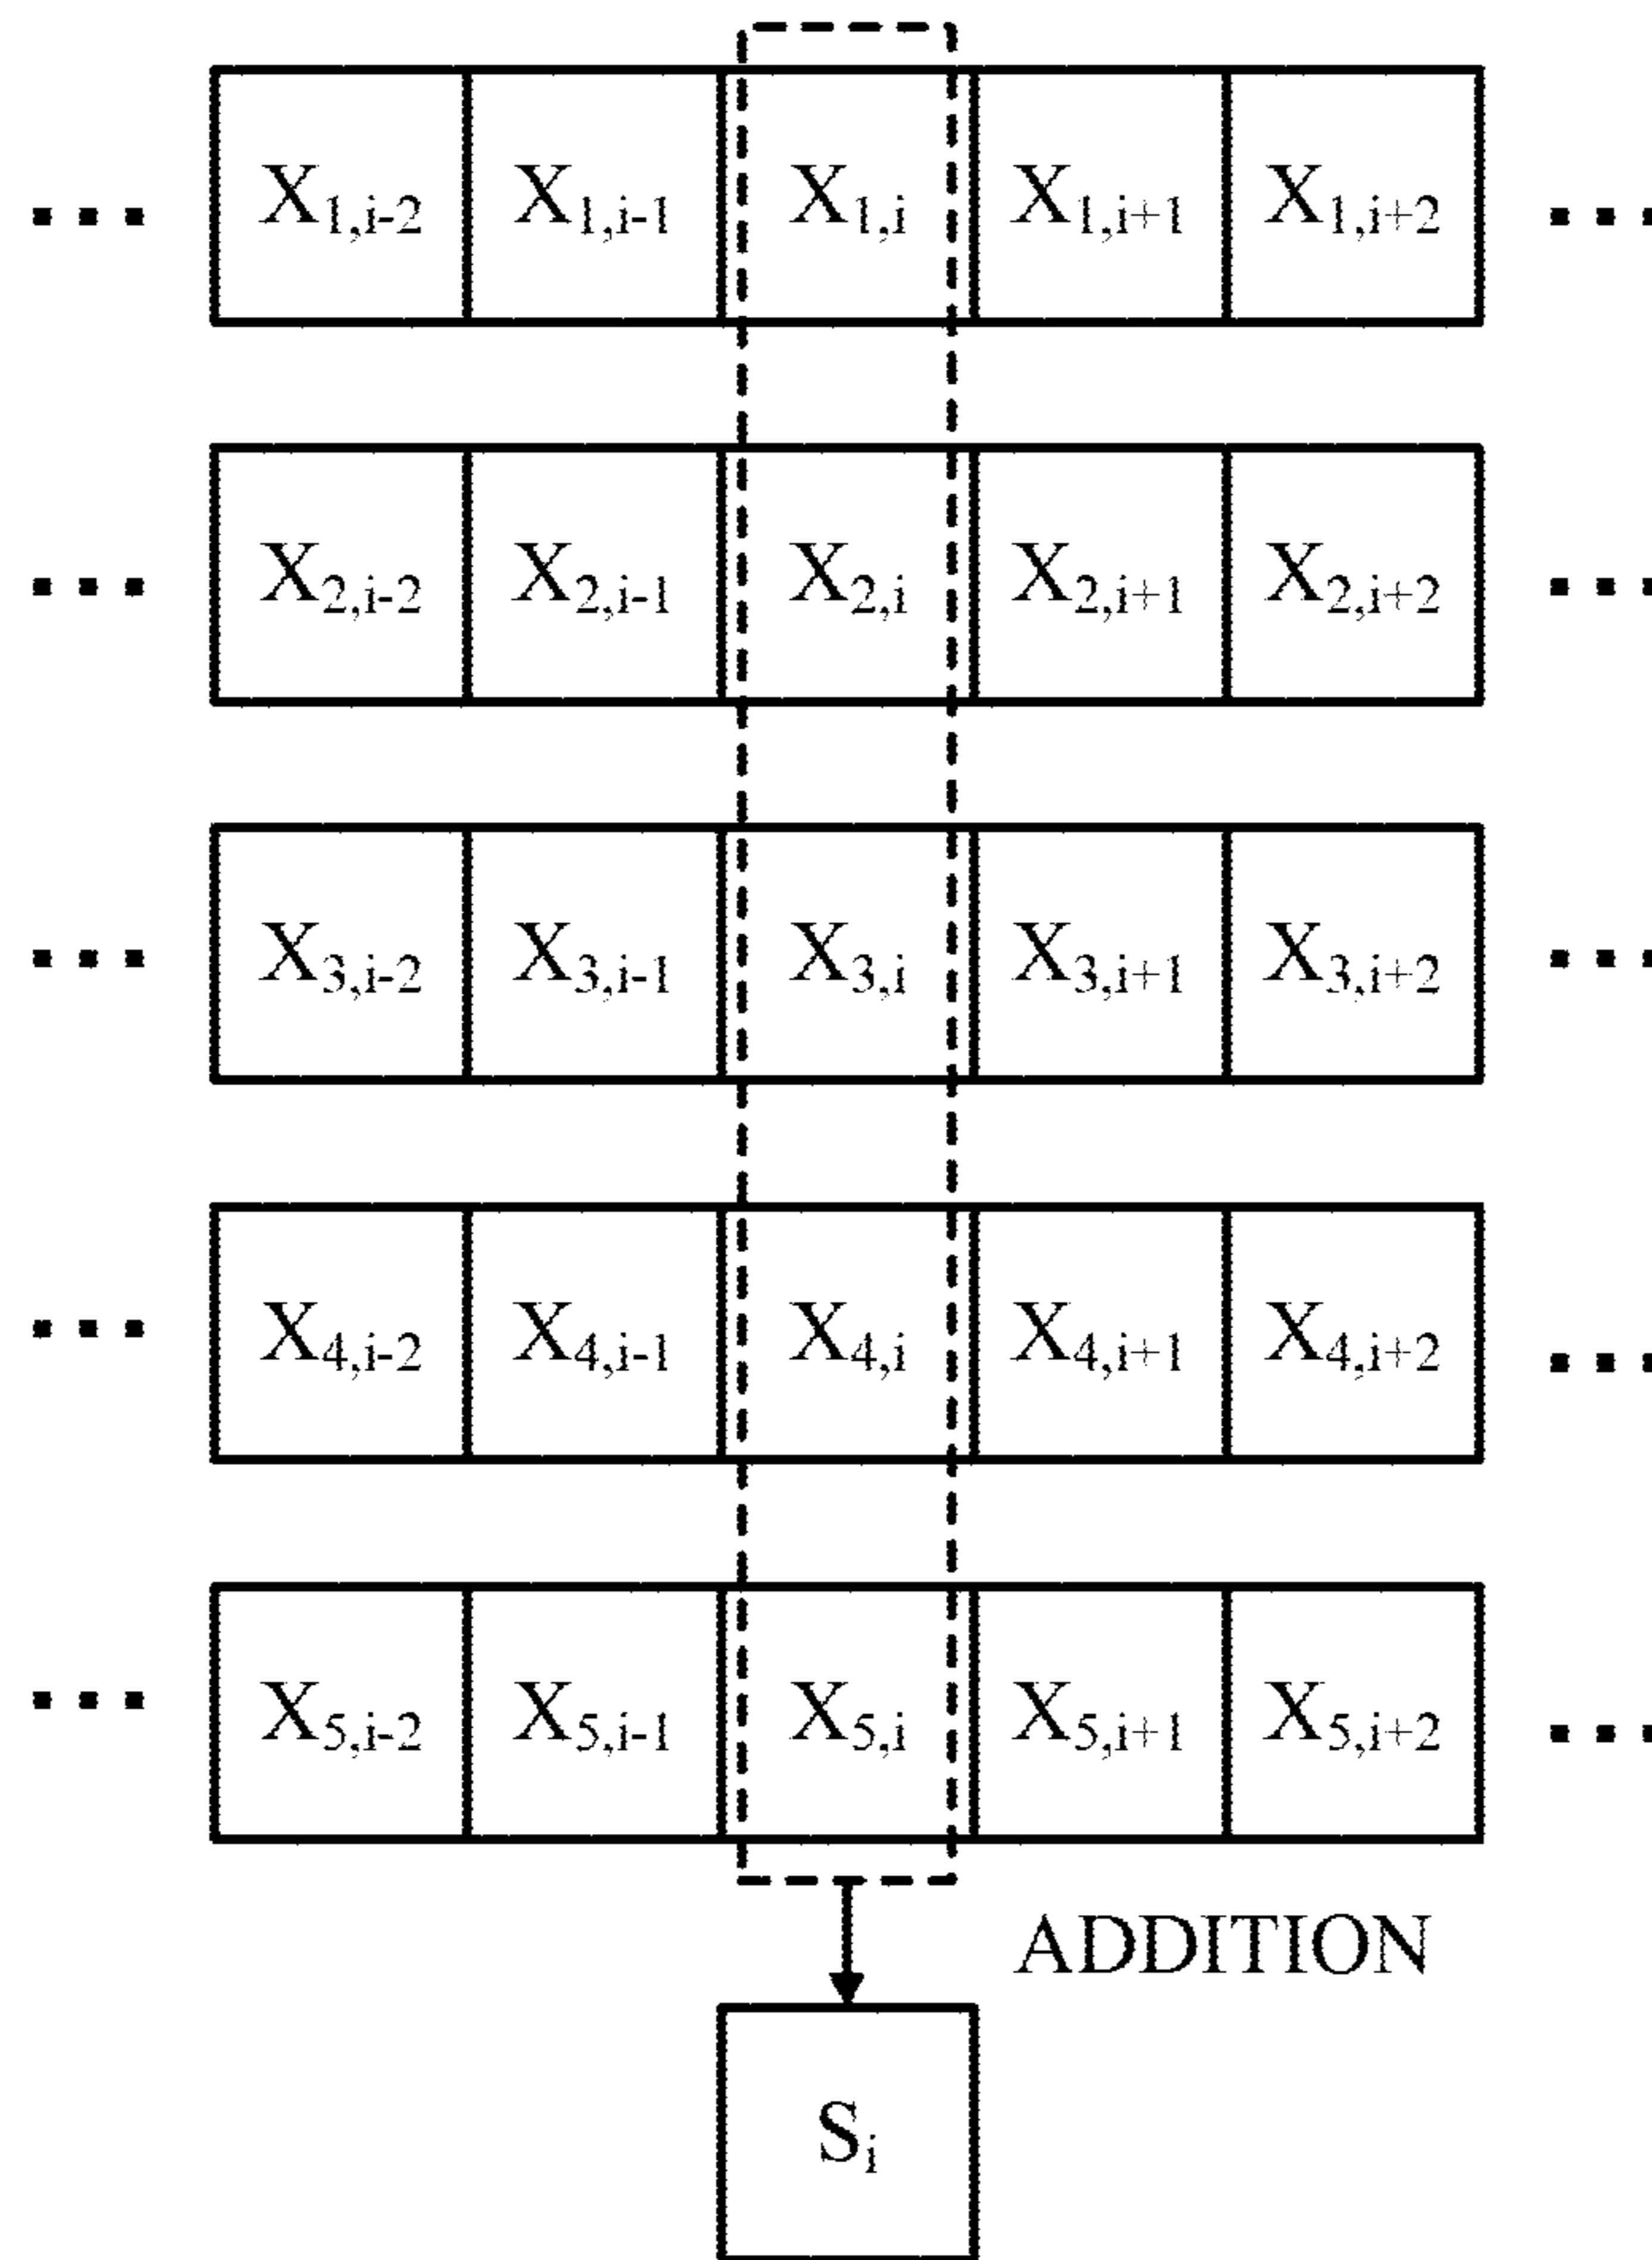 ... X1,i-2 X1,i-1 X1,i X1,i+1 X1,i+2 ...
... X2,i-2 X2,i-1 X2,i X2,i+1 X2,i+2 ...
... X3,i-2 X3,i-1 X3,i X3,i+1 X3,i+2 ...
... X4,i-2 X4,i-1 X4,i X4,i+1 X4,i+2 ...
... X5,i-2 X5,i-1 X5,i X5,i+1 X5,i+2 ...
ADDITION
Si